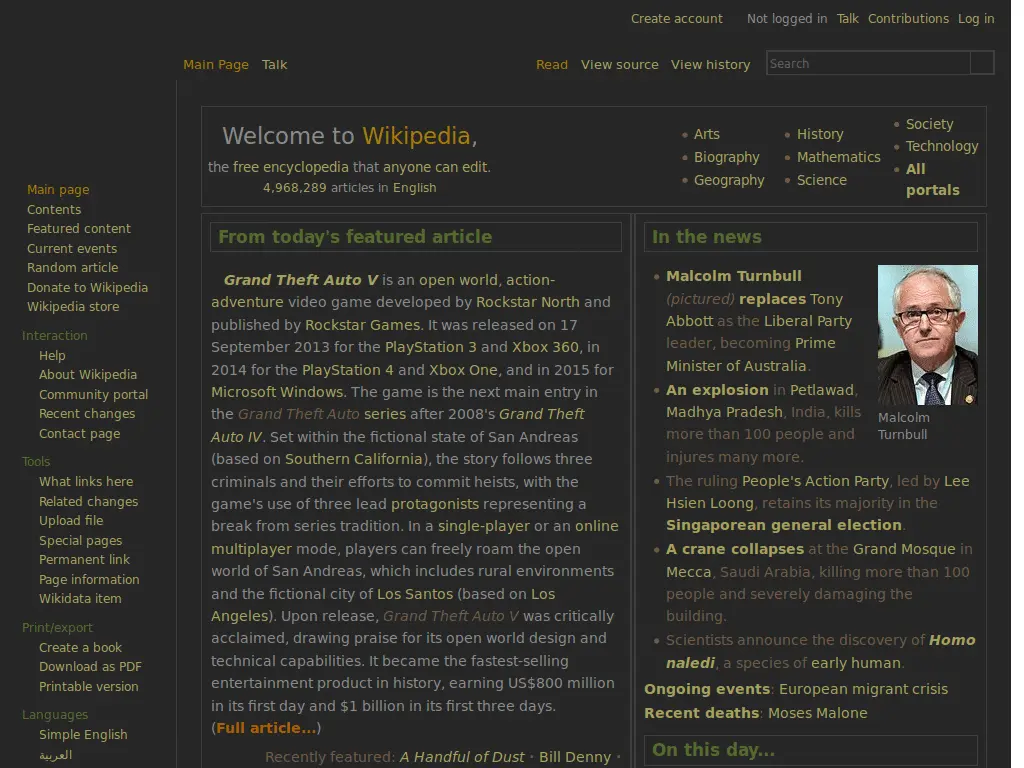 Create account Not logged in Talk Contributions Log in
Main Page Talk Read View source View history Search
Welcome to Wikipedia,
the free encyclopedia that anyone can edit.
4,968,289 articles in English
• Arts
• Biography
• Geography
• History
• Mathematics
• Science
• Society
• Technology
• All
portals
Main page
Contents
Featured content
Current events
Random article
Donate to Wikipedia
Wikipedia store
Interaction
Help
About Wikipedia
Community portal
Recent changes
Contact page
Tools
What links here
Related changes
Upload file
Special pages
Permanent link
Page information
Wikidata item
Print/export
Create a book
Download as PDF
Printable version
Languages
Simple English
العربية
From today's featured article
Grand Theft Auto V is an open world, action-
adventure video game developed by Rockstar North and
published by Rockstar Games. It was released on 17
September 2013 for the PlayStation 3 and Xbox 360, in
2014 for the PlayStation 4 and Xbox One, and in 2015 for
Microsoft Windows. The game is the next main entry in
the Grand Theft Auto series after 2008's Grand Theft
Auto IV. Set within the fictional state of San Andreas
(based on Southern California), the story follows three
criminals and their efforts to commit heists, with the
game's use of three lead protagonists representing a
break from series tradition. In a single-player or an online
multiplayer mode, players can freely roam the open
world of San Andreas, which includes rural environments
and the fictional city of Los Santos (based on Los
Angeles). Upon release, Grand Theft Auto V was critically
acclaimed, drawing praise for its open world design and
technical capabilities. It became the fastest-selling
entertainment product in history, earning US$800 million
in its first day and $1 billion in its first three days.
(Full article...)
Recently featured: A Handful of Dust · Bill Denny ·
In the news
• Malcolm Turnbull
(pictured) replaces Tony
Abbott as the Liberal Party
leader, becoming Prime
Minister of Australia.
• An explosion in Petlawad,
Madhya Pradesh, India, kills
more than 100 people and
injures many more.
Malcolm
Turnbull
• The ruling People's Action Party, led by Lee
Hsien Loong, retains its majority in the
Singaporean general election.
• A crane collapses at the Grand Mosque in
Mecca, Saudi Arabia, killing more than 100
people and severely damaging the
building.
• Scientists announce the discovery of Homo
naledi, a species of early human.
Ongoing events: European migrant crisis
Recent deaths: Moses Malone
On this day...